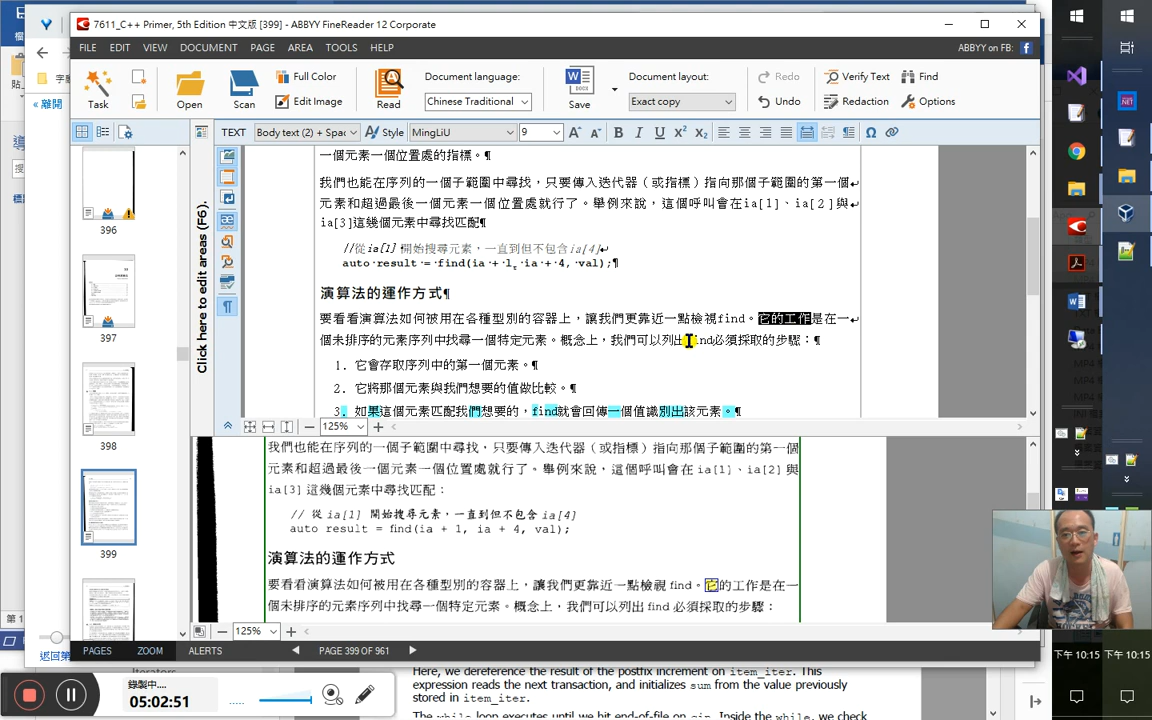 7611_C++ Primer, 5th Edition 中文版 [399] - ABBYY FineReader 12 Corporate
FILE EDIT VIEW DOCUMENT PAGE AREA TOOLS HELP
ABBYY on FB:
Task
Open
Scan
Full Color
Edit Image
Read
Document language:
Chinese Traditional
Save
Document layout:
Exact copy
Redo
Undo
Verify Text
Find
Redaction
Options
« 離開
TEXT
Body text (2) + Spac
Style
MingLiU
9
396
397
398
399
Click here to edit areas (F6).
一個元素一個位置處的指標。¶
我們也能在序列的一個子範圍中尋找，只要傳入迭代器（或指標）指向那個子範圍的第一個↵
元素和超過最後一個元素一個位置處就行了。舉例來說，這個呼叫會在ia[1]、ia[2]與
ia[3]這幾個元素中尋找匹配¶
//從ia[1]開始搜尋元素，一直到但不包含ia[4]↵
auto result = find(ia + l, ia + 4, val);¶
演算法的運作方式¶
要看看演算法如何被用在各種型別的容器上，讓我們更靠近一點檢視find。它的工作是在一↵
個未排序的元素序列中找尋一個特定元素。概念上，我們可以列出find必須採取的步驟：¶
1. 它會存取序列中的第一個元素。¶
2. 它將那個元素與我們想要的值做比較。¶
3. 如果這個元素匹配我們想要的，find就會回傳一個值識別出該元素。¶
125%
我們也能在序列的一個子範圍中尋找，只要傳入迭代器（或指標）指向那個子範圍的第一個
元素和超過最後一個元素一個位置處就行了。舉例來說，這個呼叫會在 ia[1]、ia[2] 與
ia[3] 這幾個元素中尋找匹配：
// 從 ia[1] 開始搜尋元素，一直到但不包含 ia[4]
auto result = find(ia + 1, ia + 4, val);
演算法的運作方式
要看看演算法如何被用在各種型別的容器上，讓我們更靠近一點檢視 find。它的工作是在一
個未排序的元素序列中找尋一個特定元素。概念上，我們可以列出 find 必須採取的步驟：
125%
PAGES ZOOM ALERTS
PAGE 399 OF 961
錄製中....
05:02:51
Here, we dereference the result of the postfix increment on item_iter. This
expression reads the next transaction, and initializes sum from the value previously
stored in item_iter.
The while loop executes until we hit end-of-file on cin. Inside the while, we check
下午 10:15
下午 10:15